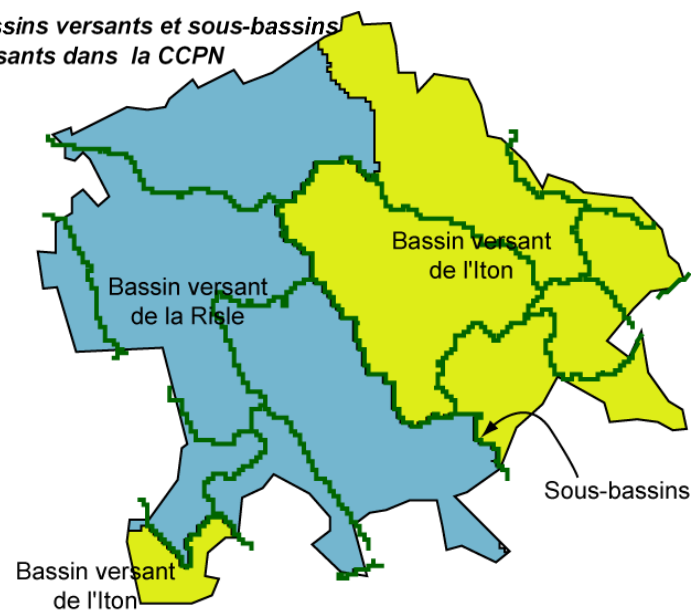 ssins versants et sous-bassins
sants dans la CCPN
Bassin versant
de l'Iton
Bassin versant
de la Risle
Sous-bassins
Bassin versant
de l'Iton